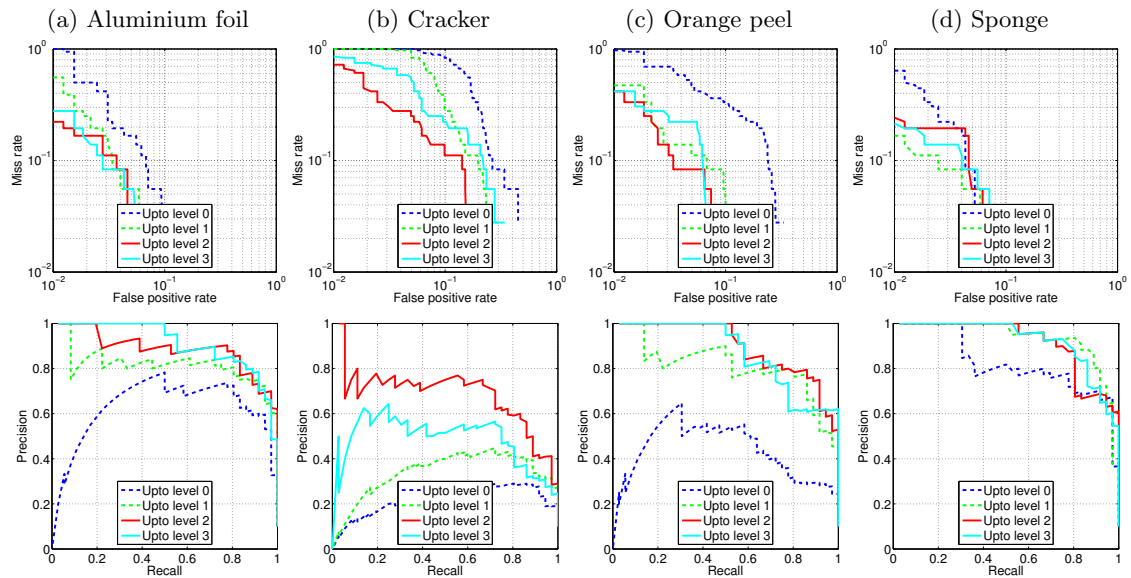 (a) Aluminium foil
(b) Cracker
(c) Orange peel
(d) Sponge
10^0
10^-1
10^-2
Miss rate
10^-2
10^-1
10^0
False positive rate
Upto level 0
Upto level 1
Upto level 2
Upto level 3
10^0
10^-1
10^-2
Miss rate
10^-2
10^-1
10^0
False positive rate
Upto level 0
Upto level 1
Upto level 2
Upto level 3
10^0
10^-1
10^-2
Miss rate
10^-2
10^-1
10^0
False positive rate
Upto level 0
Upto level 1
Upto level 2
Upto level 3
10^0
10^-1
10^-2
Miss rate
10^-2
10^-1
10^0
False positive rate
Upto level 0
Upto level 1
Upto level 2
Upto level 3
1
0.8
0.6
0.4
0.2
0
Precision
0 0.2 0.4 0.6 0.8 1
Recall
Upto level 0
Upto level 1
Upto level 2
Upto level 3
1
0.8
0.6
0.4
0.2
0
Precision
0 0.2 0.4 0.6 0.8 1
Recall
Upto level 0
Upto level 1
Upto level 2
Upto level 3
1
0.8
0.6
0.4
0.2
0
Precision
0 0.2 0.4 0.6 0.8 1
Recall
Upto level 0
Upto level 1
Upto level 2
Upto level 3
1
0.8
0.6
0.4
0.2
0
Precision
0 0.2 0.4 0.6 0.8 1
Recall
Upto level 0
Upto level 1
Upto level 2
Upto level 3